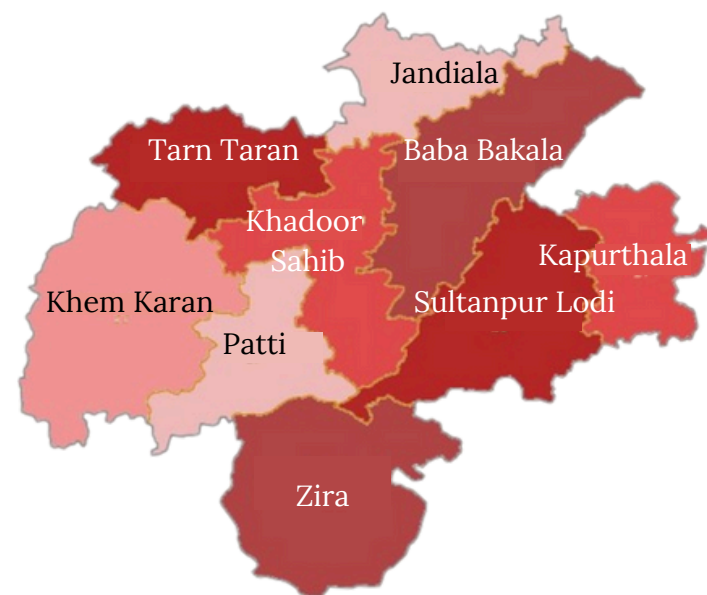 Jandiala
Tarn Taran
Baba Bakala
Khadoor
Sahib
Kapurthala
Khem Karan
Sultanpur Lodi
Patti
Zira